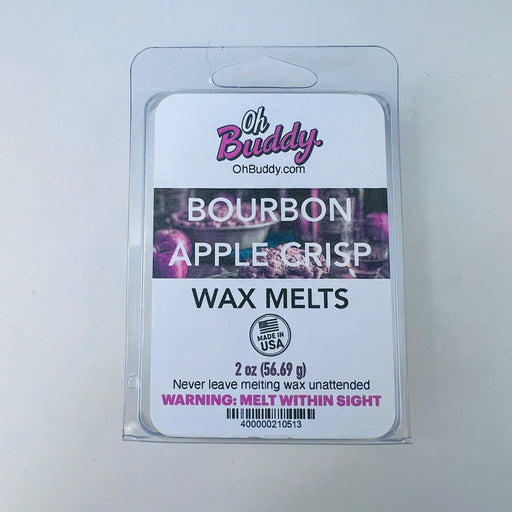 Oh
Buddy.
OhBuddy.com
BOURBON
APPLE CRISP
WAX MELTS
MADE IN
USA
2 oz (56.69 g)
Never leave melting wax unattended
WARNING: MELT WITHIN SIGHT
400000210513